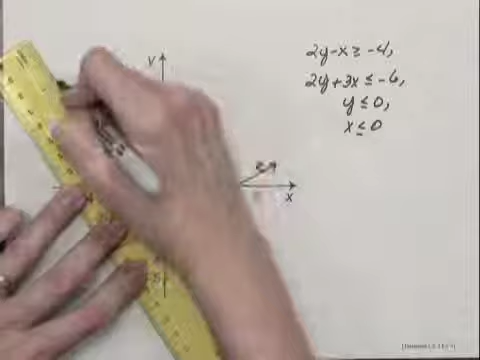 2y-x ≥ -4,
2y+3x ≤ -6,
y ≤ 0,
x ≤ 0
y
x